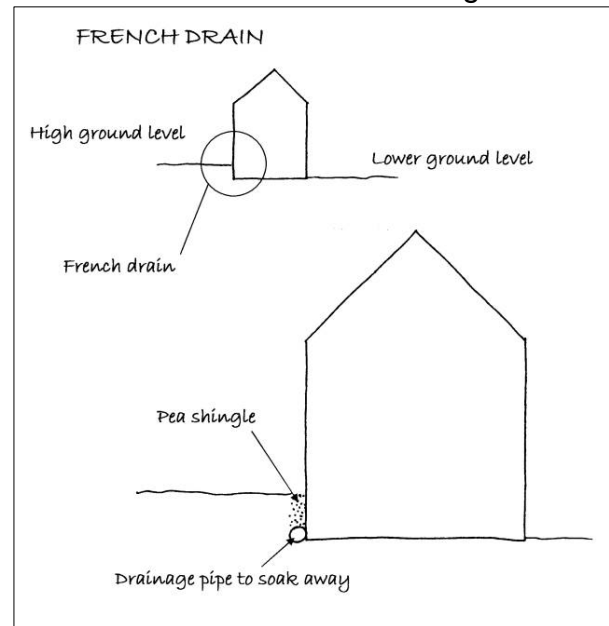 FRENCH DRAIN
High ground level
Lower ground level
French drain
Pea shingle
Drainage pipe to soak away